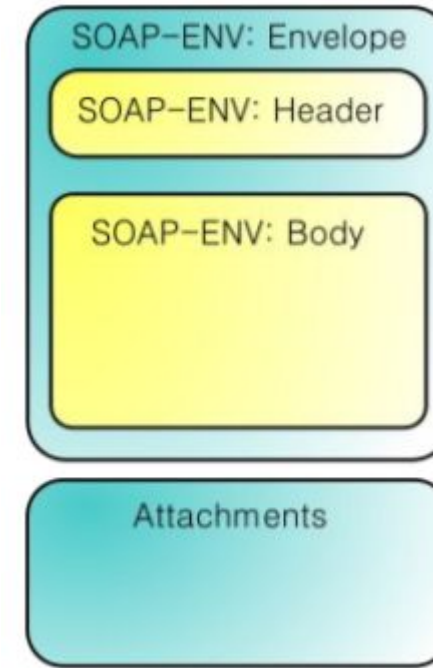 SOAP-ENV: Envelope
SOAP-ENV: Header
SOAP-ENV: Body
Attachments